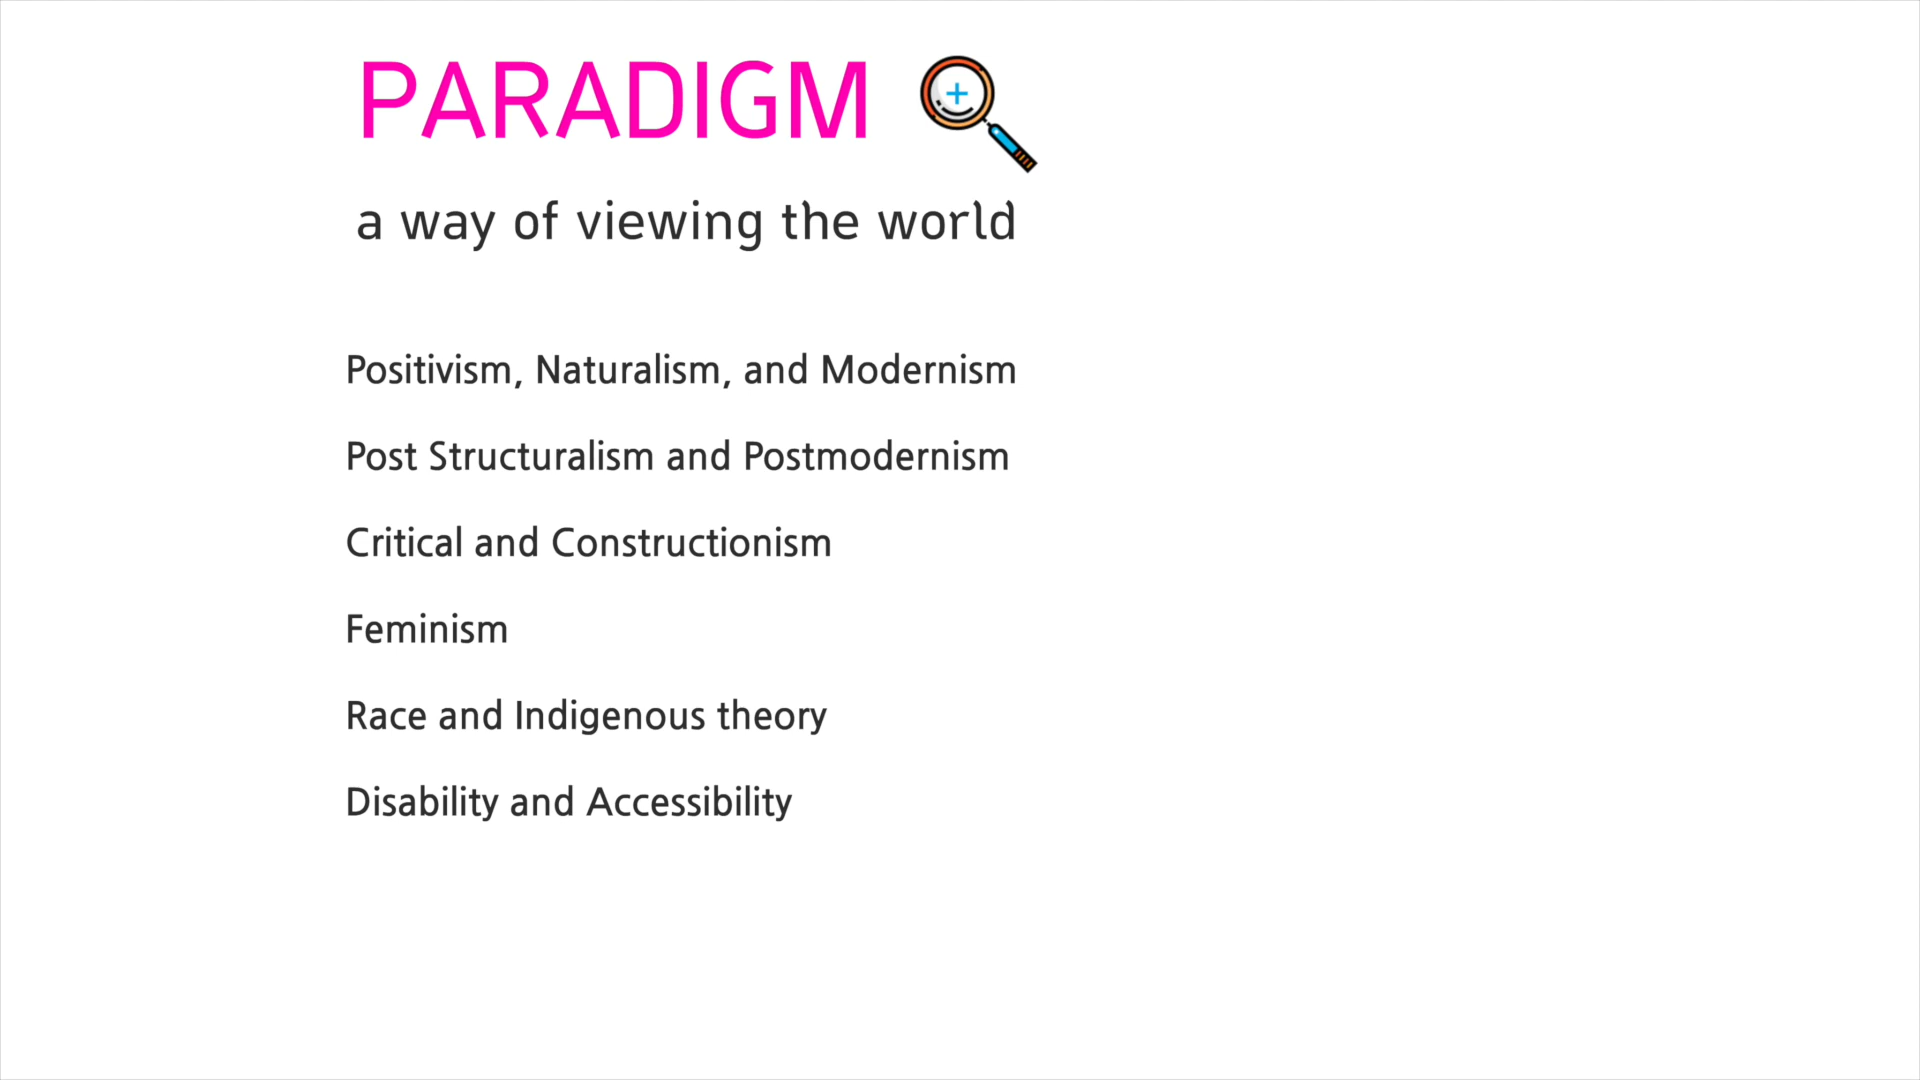 PARADIGM
a way of viewing the world
Positivism, Naturalism, and Modernism
Post Structuralism and Postmodernism
Critical and Constructionism
Feminism
Race and Indigenous theory
Disability and Accessibility